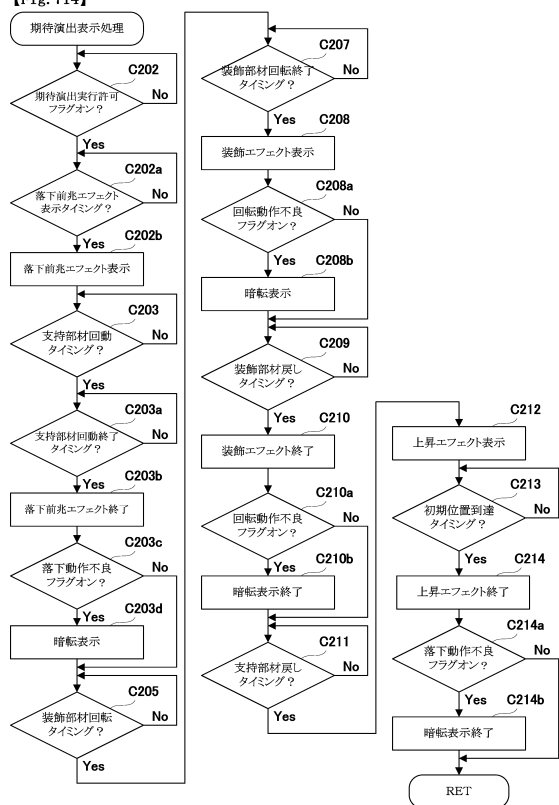 【Fig. 714】
期待演出表示処理
C202
期待演出実行許可
フラグオン？
No
Yes
C202a
落下前兆エフェクト
表示タイミング？
No
Yes
C202b
落下前兆エフェクト表示
C203
支持部材回動
タイミング？
No
Yes
C203a
支持部材回動終了
タイミング？
No
Yes
C203b
落下前兆エフェクト終了
C203c
落下動作不良
フラグオン？
No
Yes
C203d
暗転表示
C205
装飾部材回転
タイミング？
No
Yes
C207
装飾部材回転終了
タイミング？
No
Yes
C208
装飾エフェクト表示
C208a
回転動作不良
フラグオン？
No
Yes
C208b
暗転表示
C209
装飾部材戻し
タイミング？
No
Yes
C210
装飾エフェクト終了
C210a
回転動作不良
フラグオン？
No
Yes
C210b
暗転表示終了
C211
支持部材戻し
タイミング？
No
Yes
C212
上昇エフェクト表示
C213
初期位置到達
タイミング？
No
Yes
C214
上昇エフェクト終了
C214a
落下動作不良
フラグオン？
No
Yes
C214b
暗転表示終了
RET